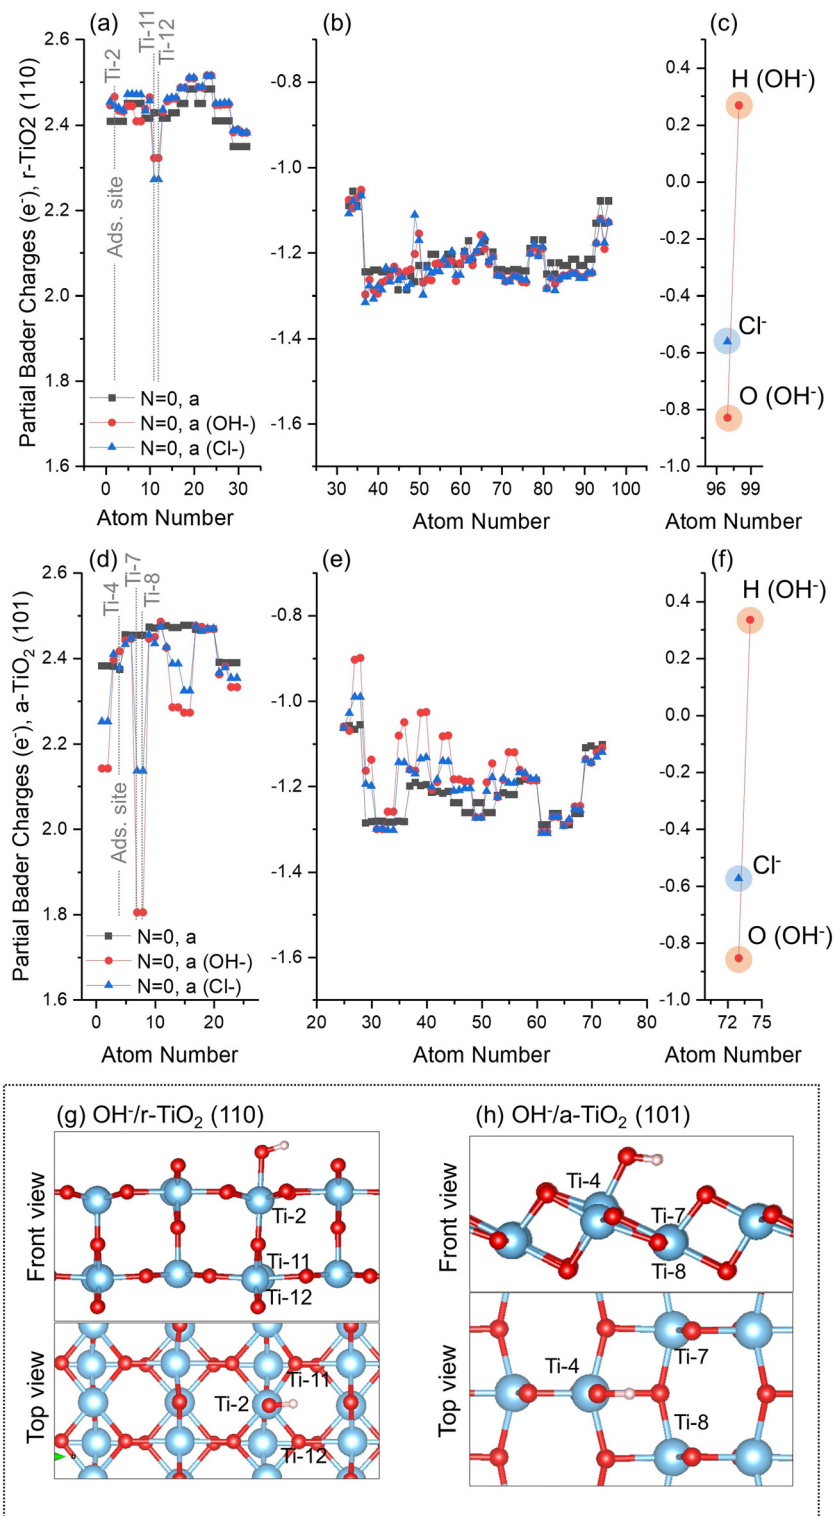 (a)
Ti-11
Ti-12
(b)
(c)
Partial Bader Charges (e-), r-TiO2 (110)
2.6
2.4
2.2
2.0
1.8
1.6
Ti-2
Ads. site
N=0, a
N=0, a (OH-)
N=0, a (Cl-)
0 10 20 30
Atom Number
-0.8
-1.0
-1.2
-1.4
-1.6
30 40 50 60 70 80 90 100
Atom Number
0.4
0.2
0.0
-0.2
-0.4
-0.6
-0.8
-1.0
H (OH-)
Cl-
O (OH-)
96 99
Atom Number
(d)
Ti-4
Ti-7
Ti-8
(e)
(f)
Partial Bader Charges (e-), a-TiO₂ (101)
2.6
2.4
2.2
2.0
1.8
1.6
Ads. site
N=0, a
N=0, a (OH-)
N=0, a (Cl-)
0 10 20
Atom Number
-0.8
-1.0
-1.2
-1.4
-1.6
20 30 40 50 60 70 80
Atom Number
0.4
0.2
0.0
-0.2
-0.4
-0.6
-0.8
-1.0
H (OH-)
Cl-
O (OH-)
72 75
Atom Number
(g) OH-/r-TiO₂ (110)
Front view
Ti-2
Ti-11
Ti-12
Top view
Ti-11
Ti-2
Ti-12
(h) OH-/a-TiO₂ (101)
Front view
Ti-4
Ti-7
Ti-8
Top view
Ti-4
Ti-7
Ti-8